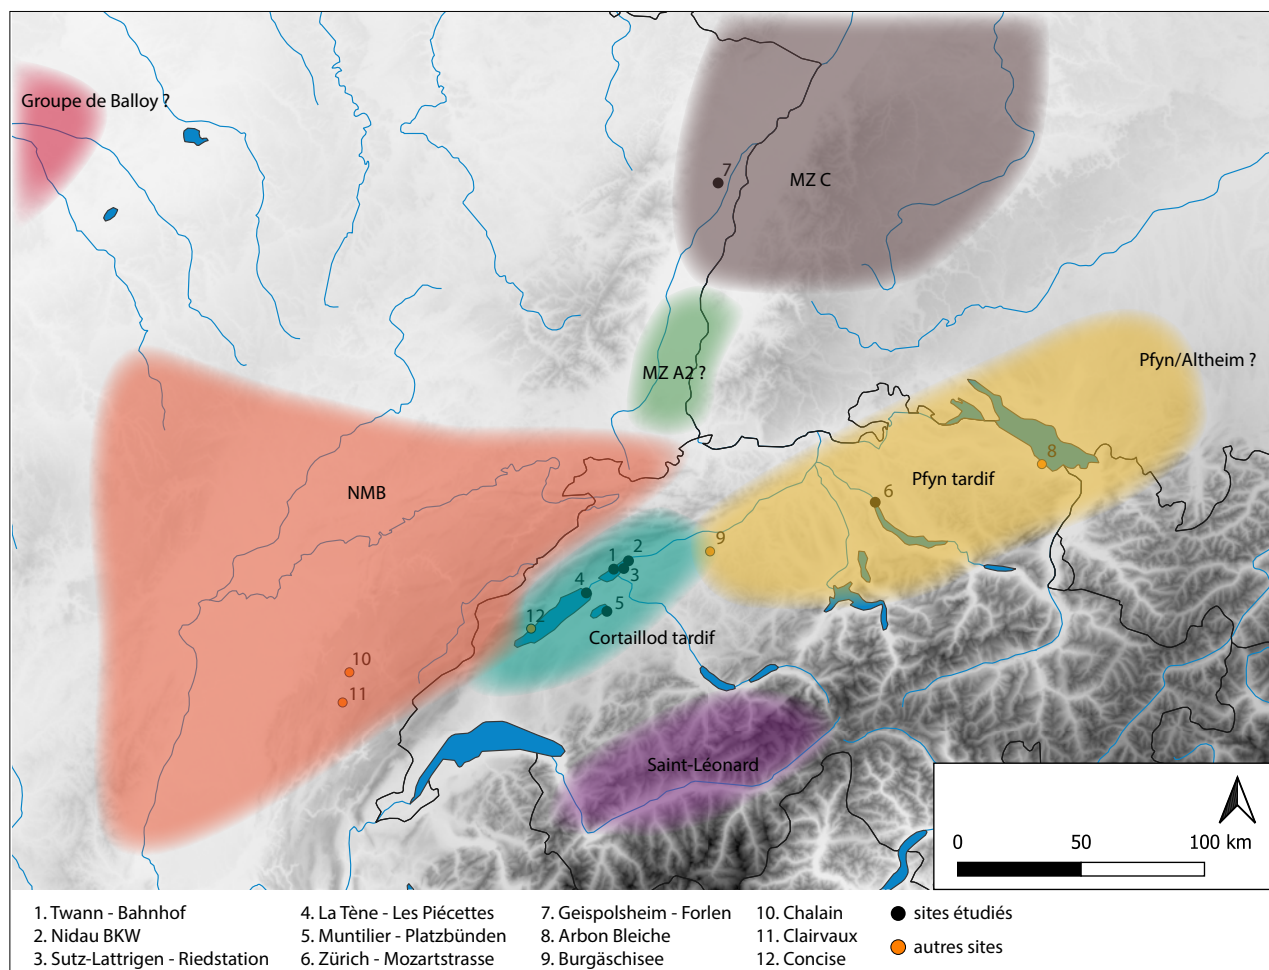 Groupe de Balloy ?
7
MZ C
MZ A2 ?
Pfyn/Altheim ?
8
Pfyn tardif
NMB
6
9
2
1
3
4
5
12
Cortaillod tardif
10
11
Saint-Léonard
0 50 100 km
1. Twann - Bahnhof
2. Nidau BKW
3. Sutz-Lattrigen - Riedstation
4. La Tène - Les Piécettes
5. Muntilier - Platzbünden
6. Zürich - Mozartstrasse
7. Geispolsheim - Forlen
8. Arbon Bleiche
9. Burgäschisee
10. Chalain
11. Clairvaux
12. Concise
sites étudiés
autres sites